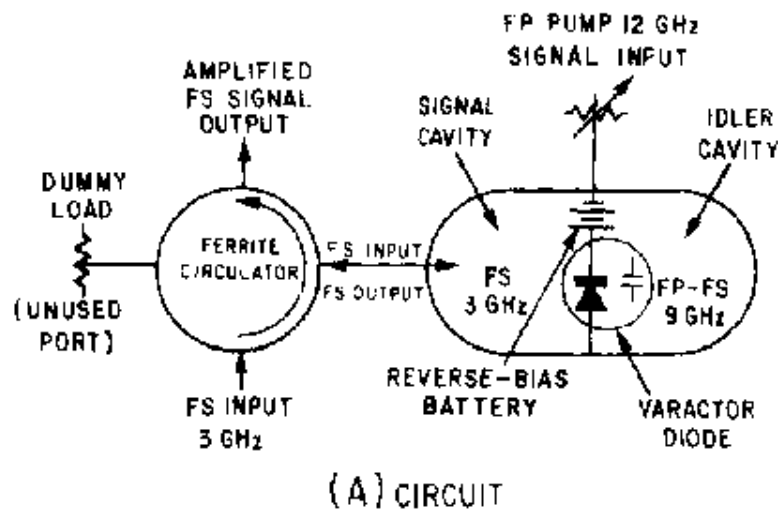 FP PUMP 12 GHz
SIGNAL INPUT
AMPLIFIED
FS SIGNAL
OUTPUT
SIGNAL
CAVITY
IDLER
CAVITY
DUMMY
LOAD
FERRITE
CIRCULATOR
FS INPUT
FS OUTPUT
FS
3 GHz
FP-FS
9 GHz
(UNUSED
PORT)
REVERSE-BIAS
BATTERY
VARACTOR
DIODE
FS INPUT
3 GHz
(A) CIRCUIT